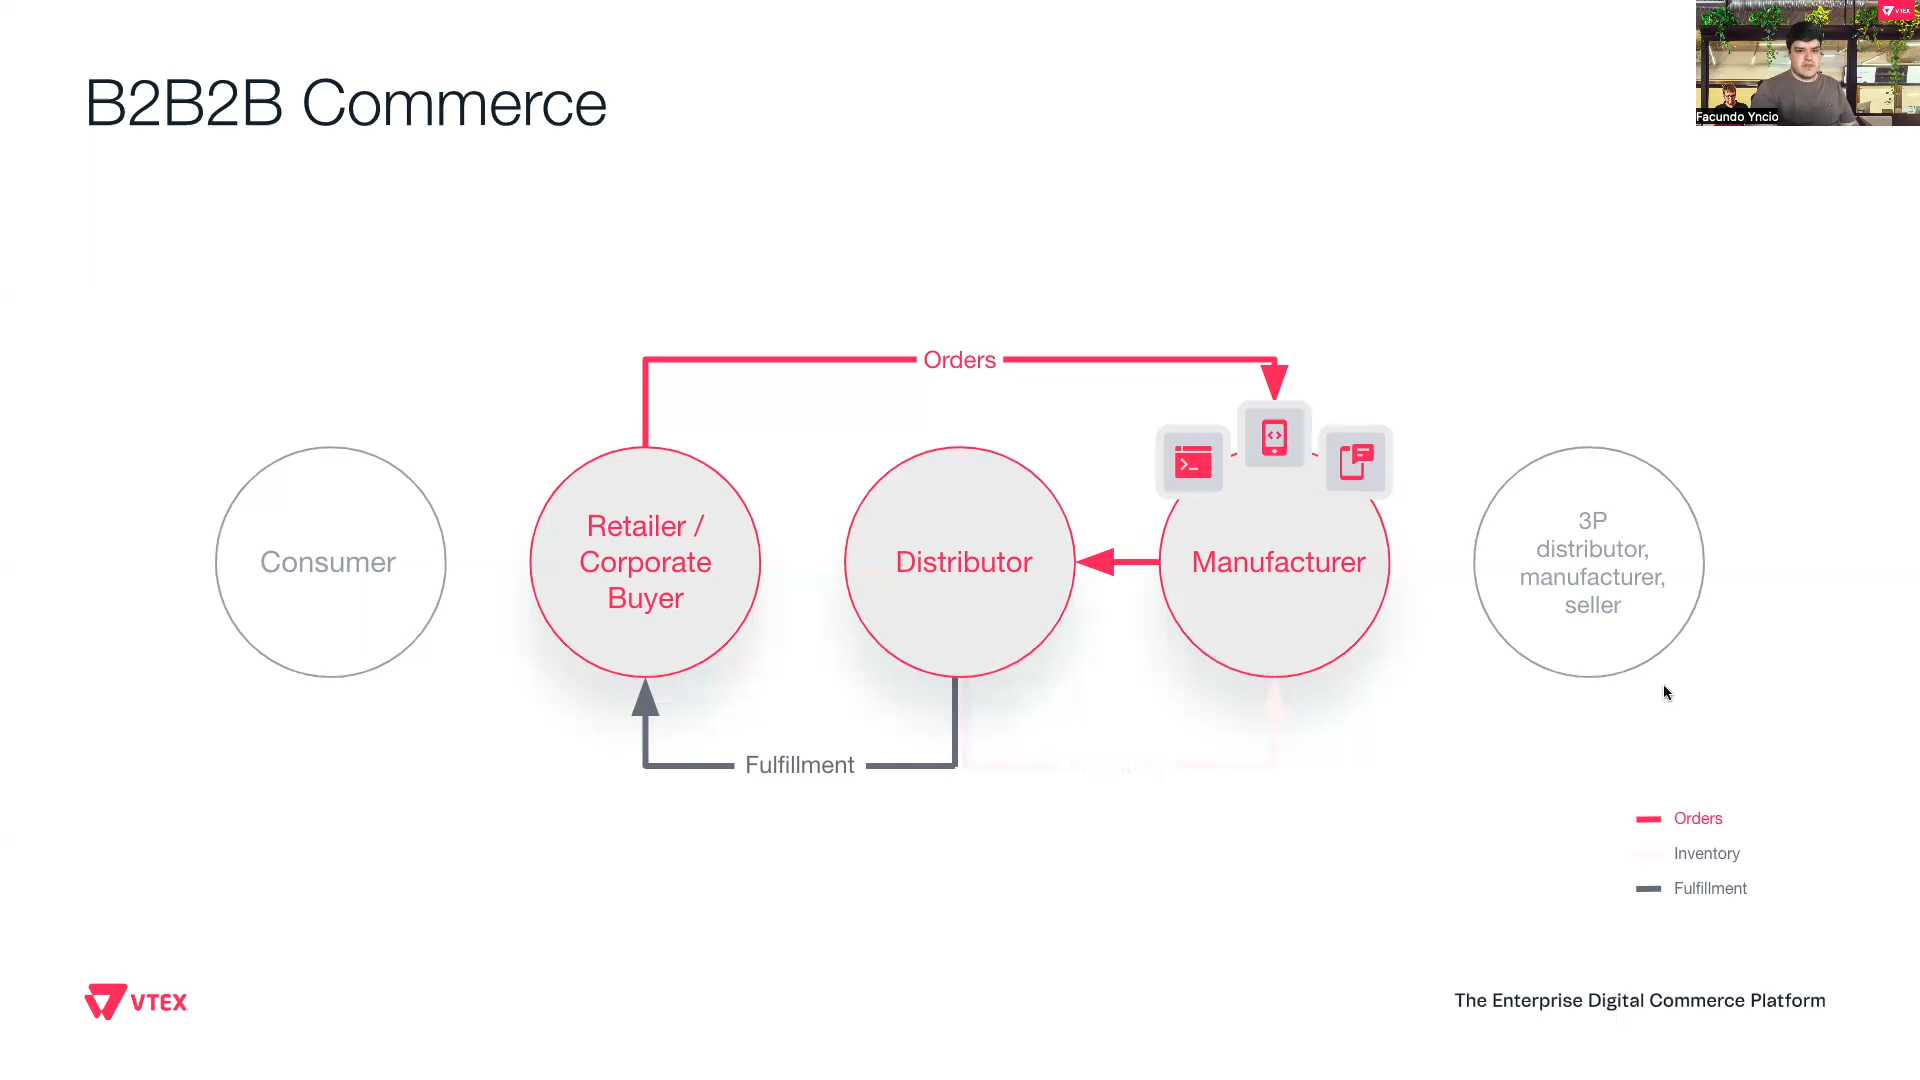 B2B2B Commerce
VTEX
Facundo Yncio
Orders
Consumer
Retailer /
Corporate
Buyer
Distributor
Manufacturer
3P
distributor,
manufacturer,
seller
Fulfillment
Orders
Inventory
Fulfillment
VTEX
The Enterprise Digital Commerce Platform